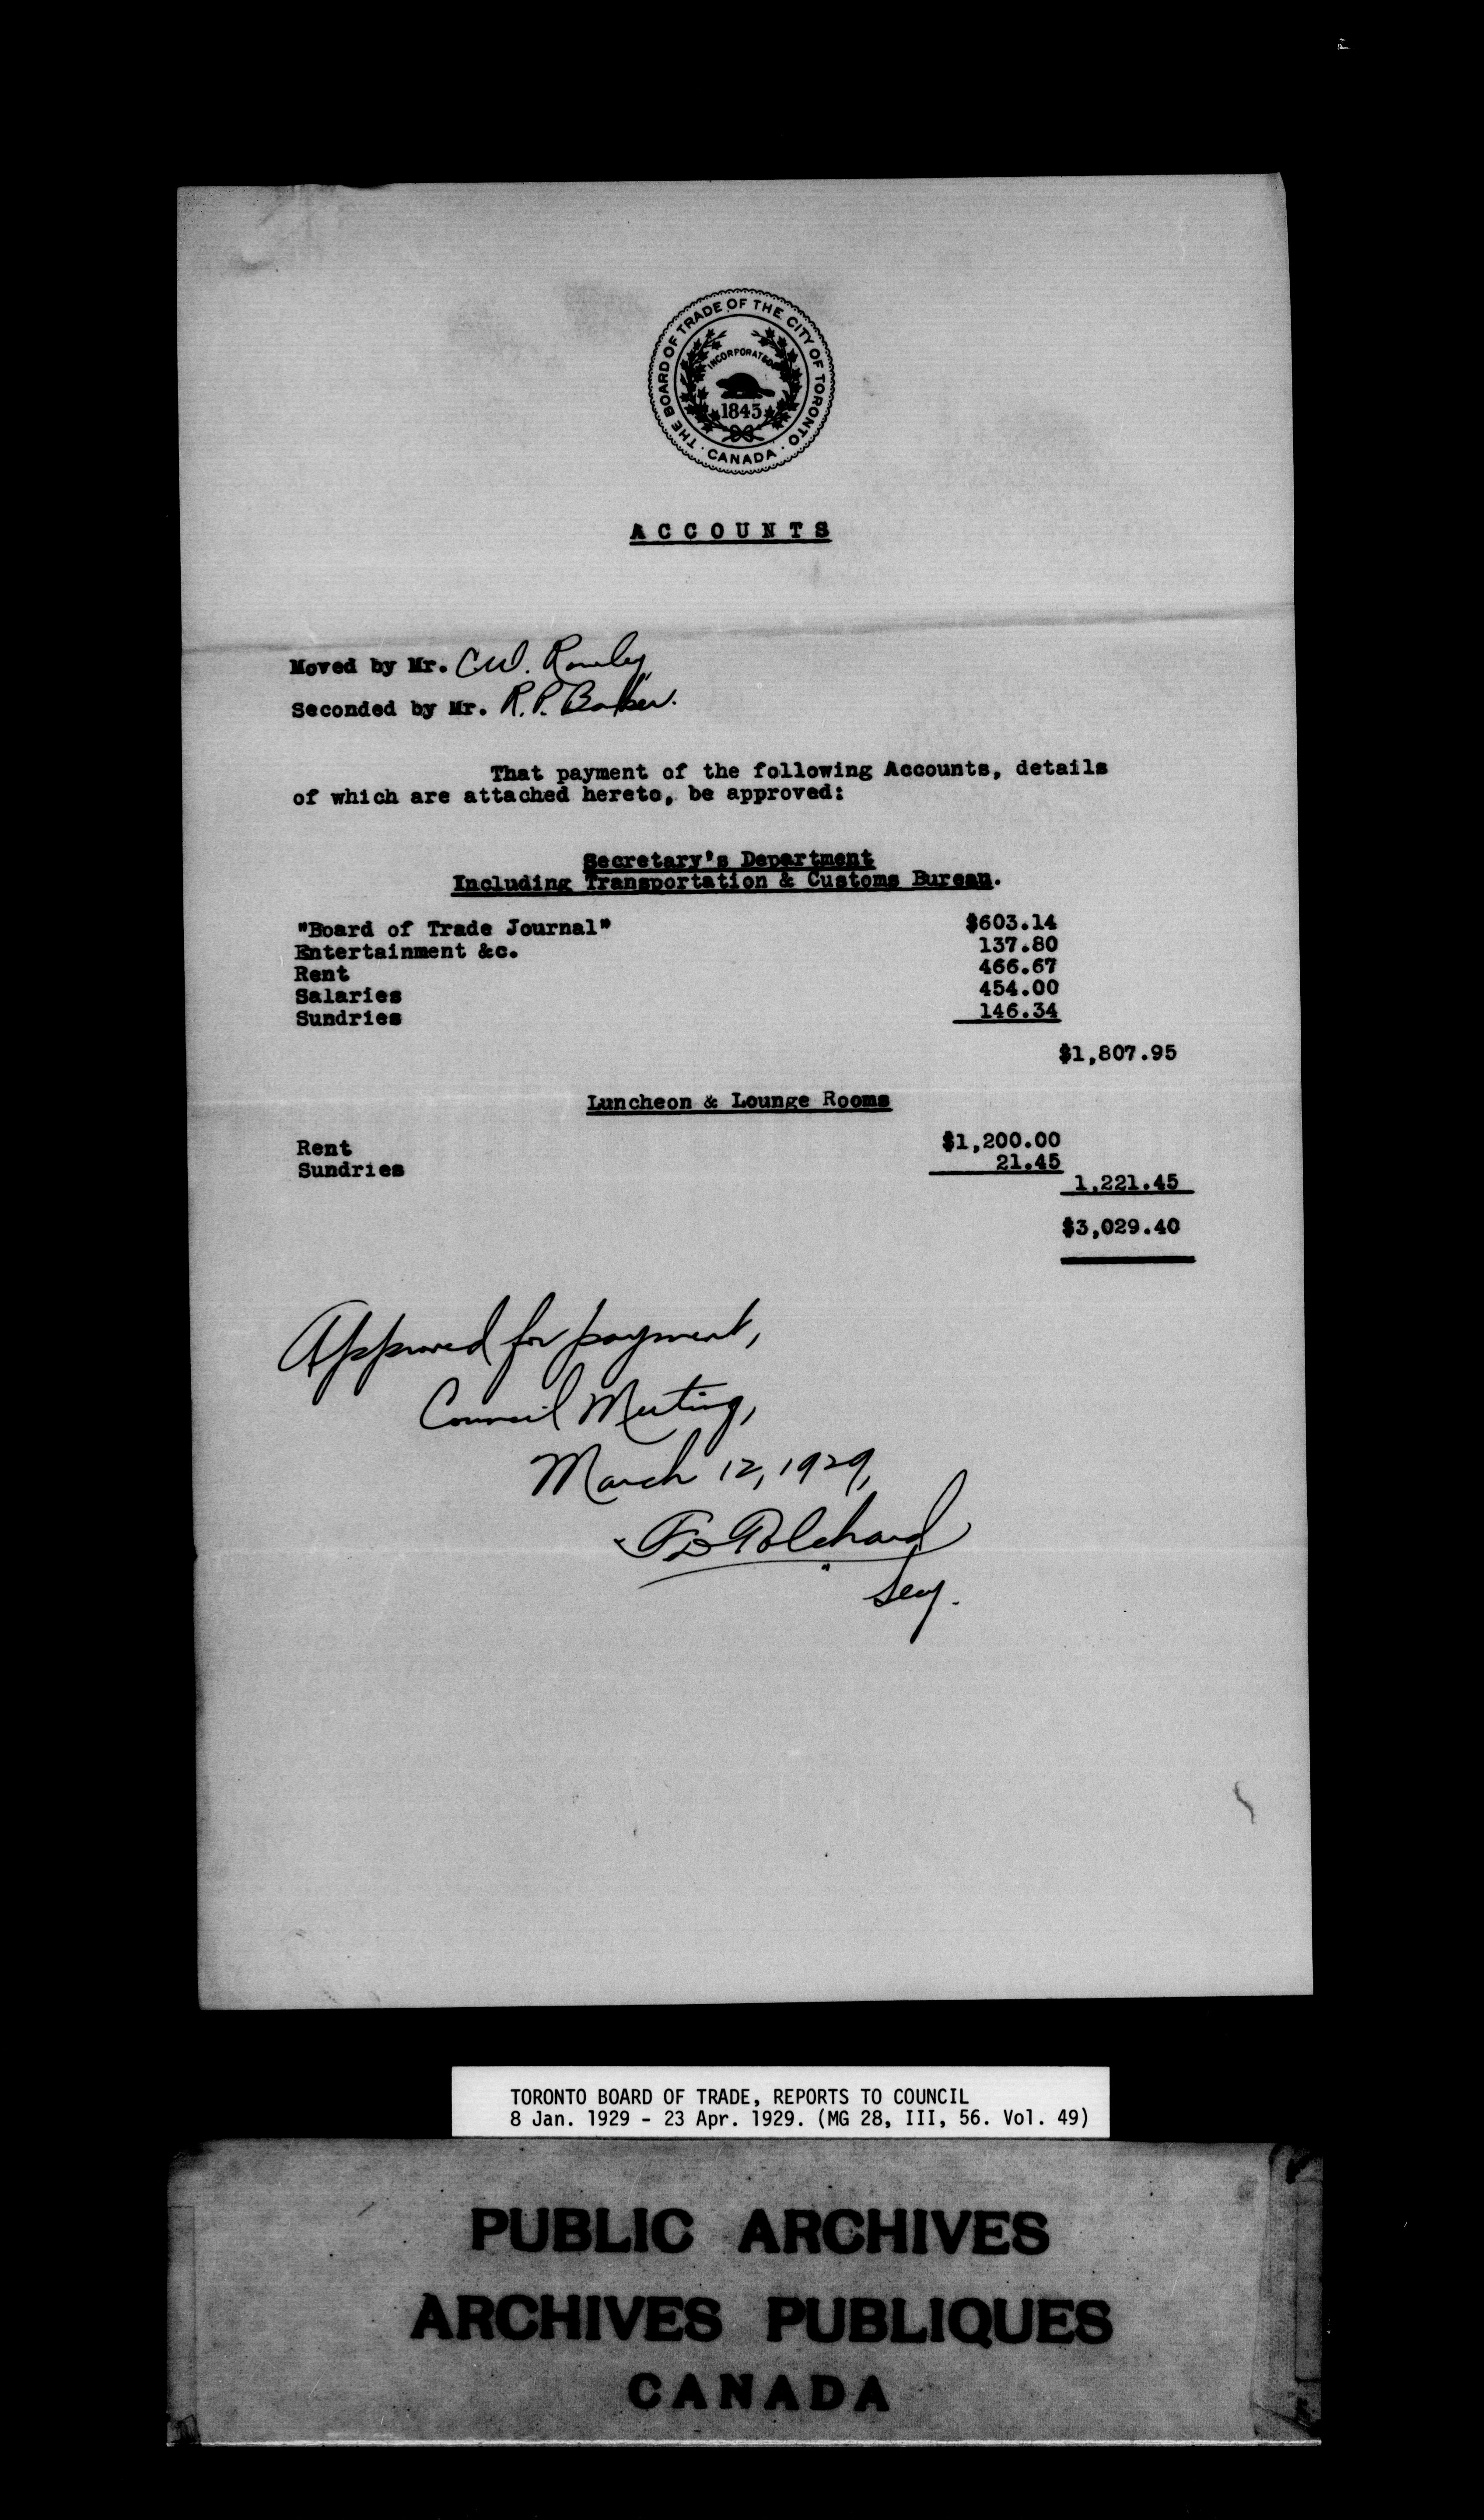 THE BOARD OF TRADE OF THE CITY OF TORONTO
· CANADA ·
INCORPORATED
1845
ACCOUNTS
Moved by Mr. C.W. Rowley
Seconded by Mr. R.P. Baker.
That payment of the following Accounts, details
of which are attached hereto, be approved:
Secretary's Department
Including Transportation & Customs Bureau.
"Board of Trade Journal" $603.14
Entertainment &c. 137.80
Rent 466.67
Salaries 454.00
Sundries 146.34
$1,807.95
Luncheon & Lounge Rooms
Rent $1,200.00
Sundries 21.45
1,221.45
$3,029.40
Approved for payment,
Council Meeting,
March 12, 1929,
F D Tolchard
Secy.
TORONTO BOARD OF TRADE, REPORTS TO COUNCIL
8 Jan. 1929 - 23 Apr. 1929. (MG 28, III, 56. Vol. 49)
PUBLIC ARCHIVES
ARCHIVES PUBLIQUES
CANADA